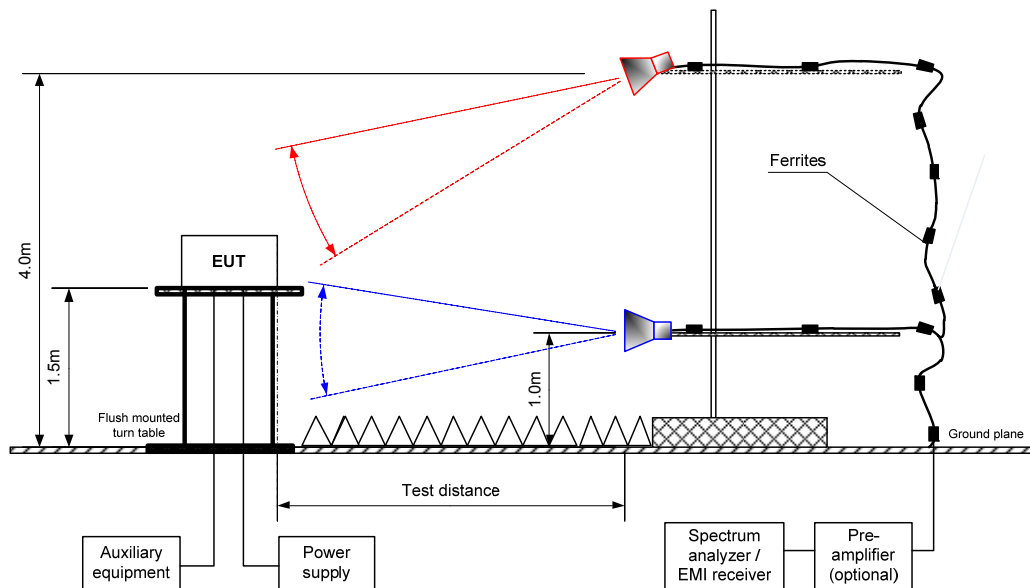 4.0m
Ferrites
EUT
1.5m
1.0m
Flush mounted
turn table
Ground plane
Test distance
Auxiliary
equipment
Power
supply
Spectrum
analyzer /
EMI receiver
Pre-
amplifier
(optional)